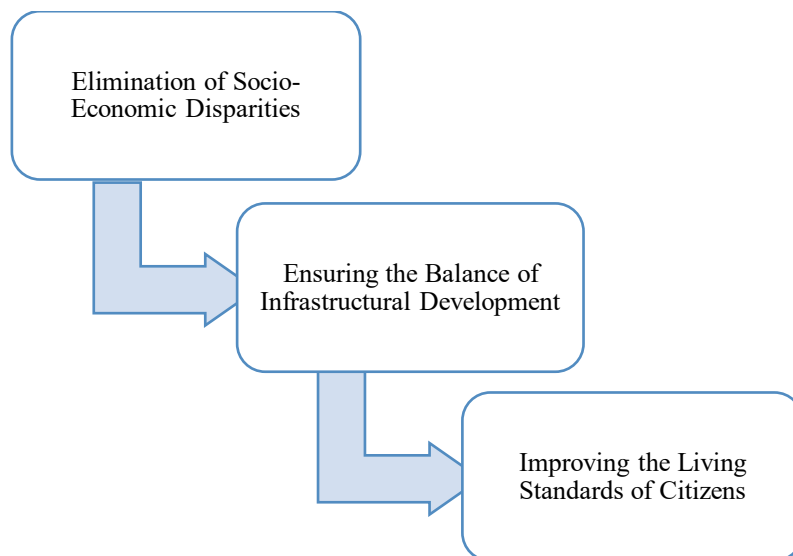 Elimination of Socio-
Economic Disparities
Ensuring the Balance of
Infrastructural Development
Improving the Living
Standards of Citizens